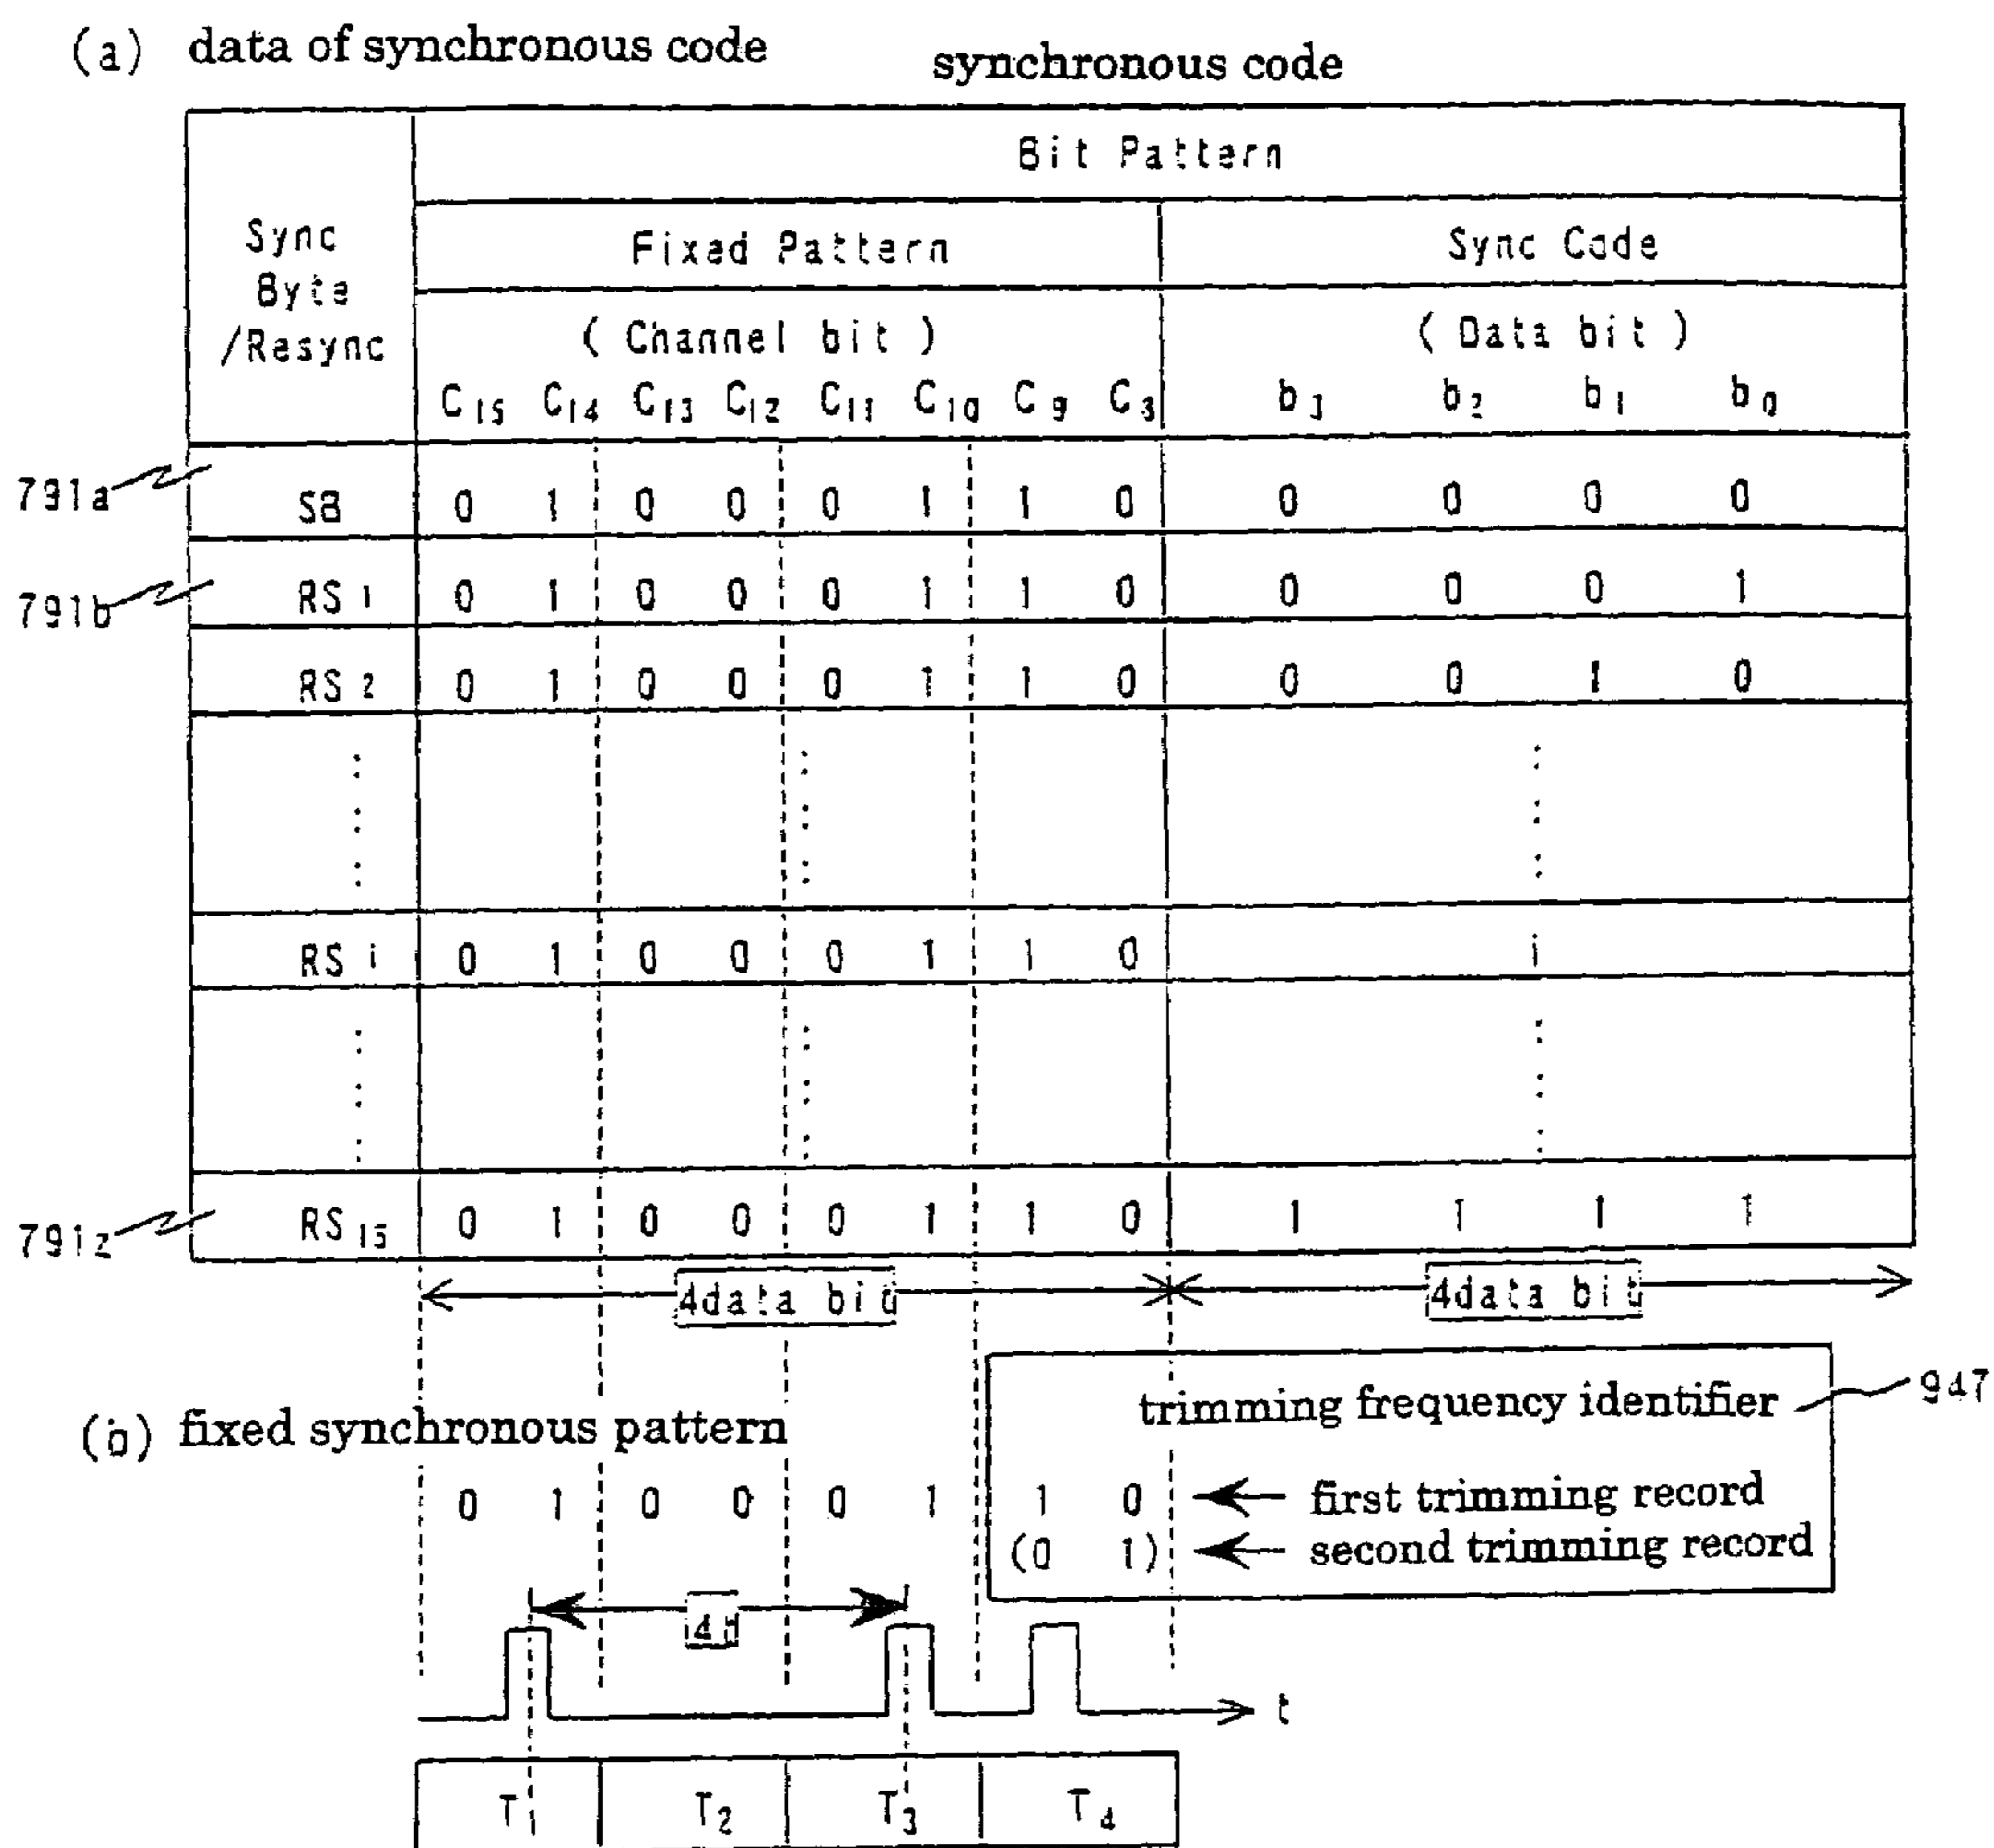 (a) data of synchronous code
synchronous code
Bit Pattern
Sync Byte /Resync
Fixed Pattern
Sync Code
( Channel bit )
( Data bit )
C15 C14 C13 C12 C11 C10 C9 C8
b3 b2 b1 b0
791a SB 0 1 0 0 0 1 1 0 0 0 0 0
791b RS1 0 1 0 0 0 1 1 0 0 0 0 1
RS2 0 1 0 0 0 1 1 0 0 0 1 0
RSi 0 1 0 0 0 1 1 0 i
791z RS15 0 1 0 0 0 1 1 0 1 1 1 1
4data bit 4data bit
trimming frequency identifier 947
(b) fixed synchronous pattern
0 1 0 0 0 1 1 0 first trimming record
(0 1) second trimming record
t
T1 T2 T3 T4